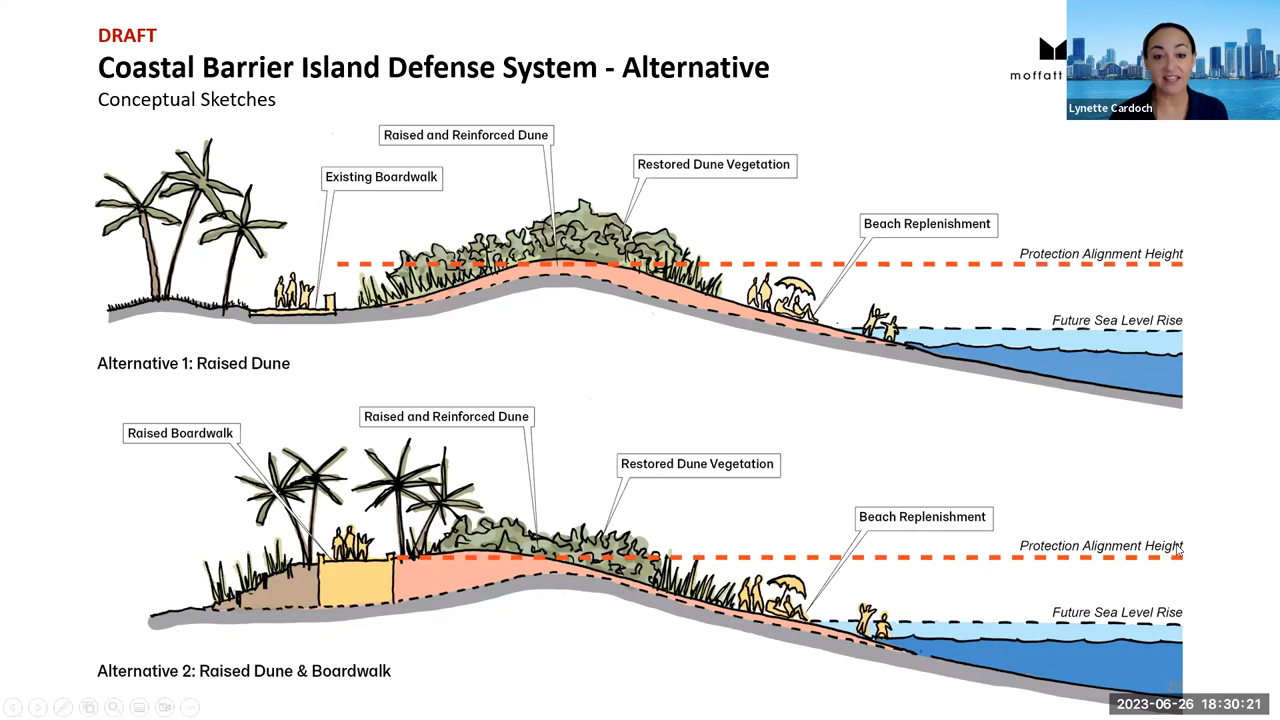 DRAFT
Coastal Barrier Island Defense System - Alternative
Conceptual Sketches
moffatt
Lynette Cardoch
Raised and Reinforced Dune
Existing Boardwalk
Restored Dune Vegetation
Beach Replenishment
Protection Alignment Height
Future Sea Level Rise
Alternative 1: Raised Dune
Raised Boardwalk
Raised and Reinforced Dune
Restored Dune Vegetation
Beach Replenishment
Protection Alignment Height
Future Sea Level Rise
Alternative 2: Raised Dune & Boardwalk
2023-06-26 18:30:21